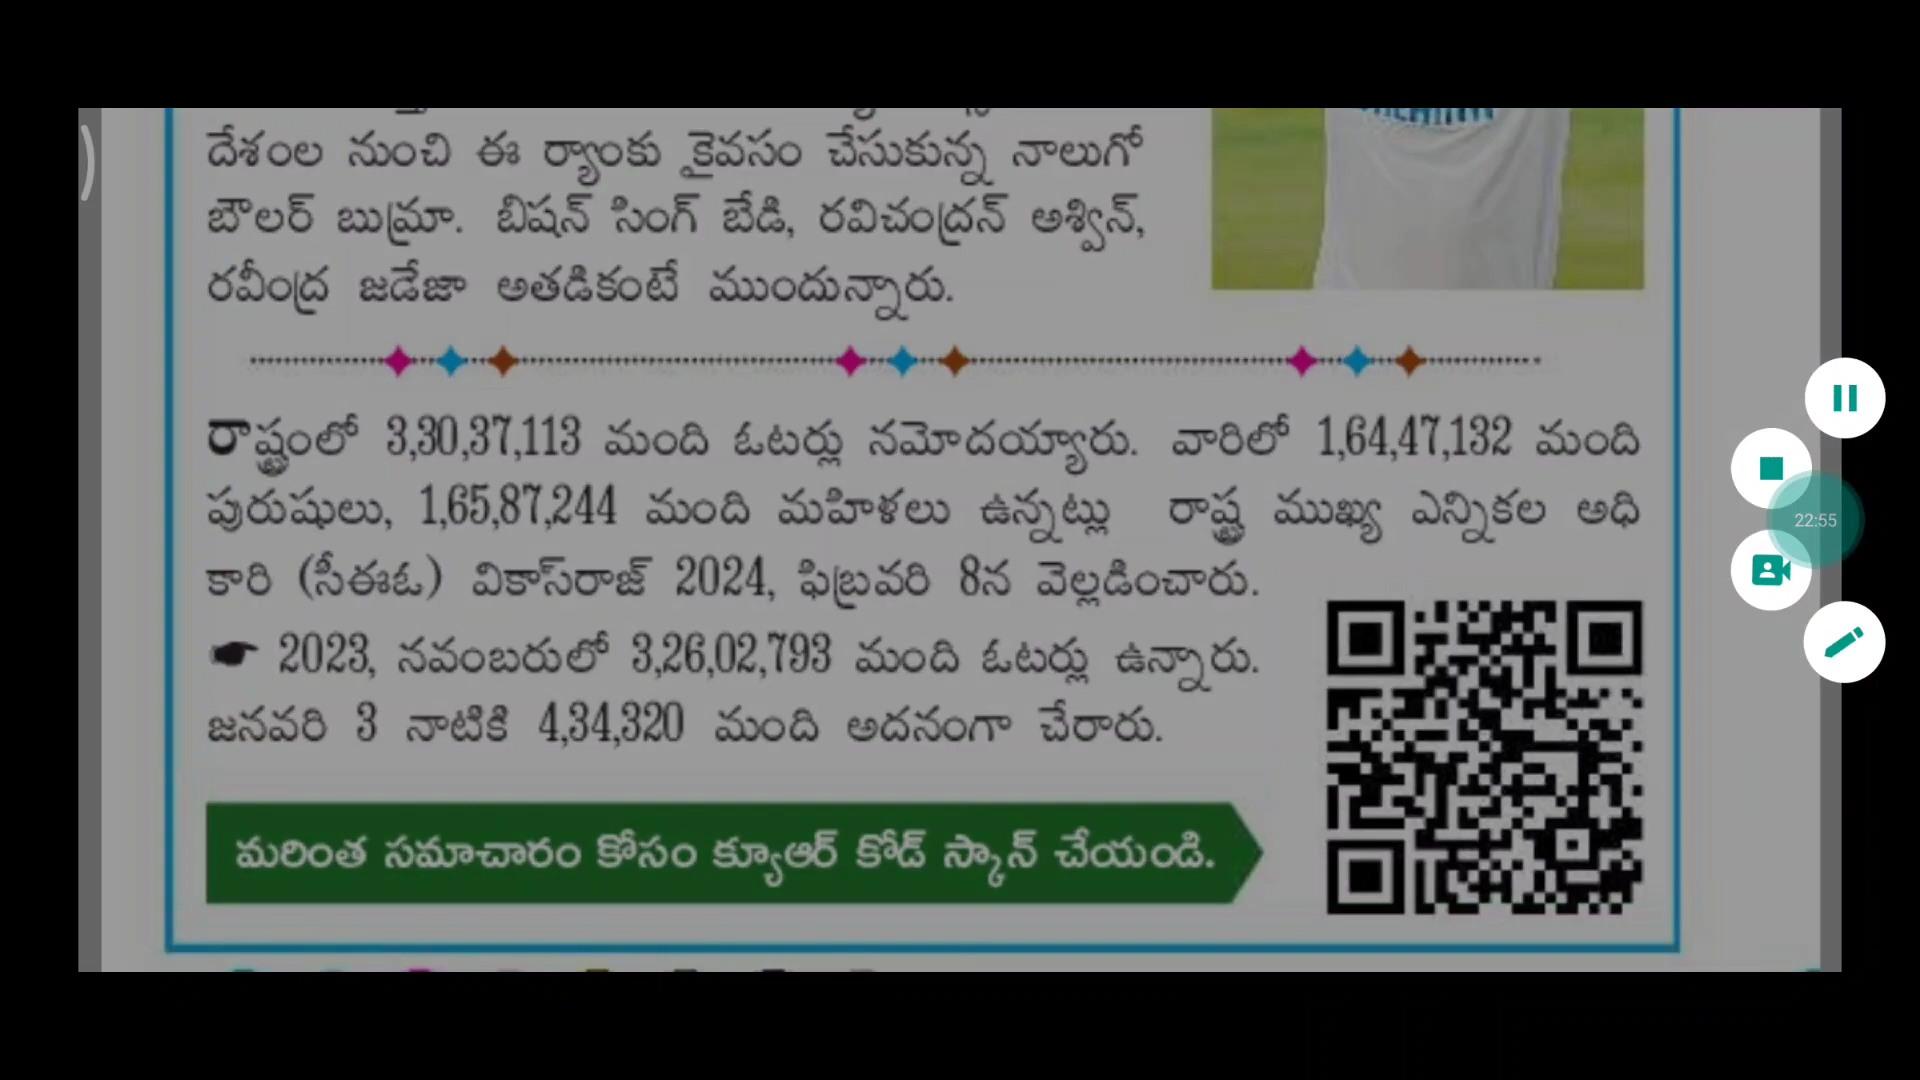 దేశంల నుంచి ఈ ర్యాంకు కైవసం చేసుకున్న నాలుగో
బౌలర్ బుమ్రా. బిషన్ సింగ్ బేడి, రవిచంద్రన్ అశ్విన్,
రవీంద్ర జడేజా అతడికంటే ముందున్నారు.
రాష్ట్రంలో 3,30,37,113 మంది ఓటర్లు నమోదయ్యారు. వారిలో 1,64,47,132 మంది
పురుషులు, 1,65,87,244 మంది మహిళలు ఉన్నట్లు రాష్ట్ర ముఖ్య ఎన్నికల అధి
కారి (సీఈఓ) వికాస్‌రాజ్ 2024, ఫిబ్రవరి 8న వెల్లడించారు.
☛ 2023, నవంబరులో 3,26,02,793 మంది ఓటర్లు ఉన్నారు.
జనవరి 3 నాటికి 4,34,320 మంది అదనంగా చేరారు.
మరింత సమాచారం కోసం క్యూఆర్ కోడ్ స్కాన్ చేయండి.
22:55